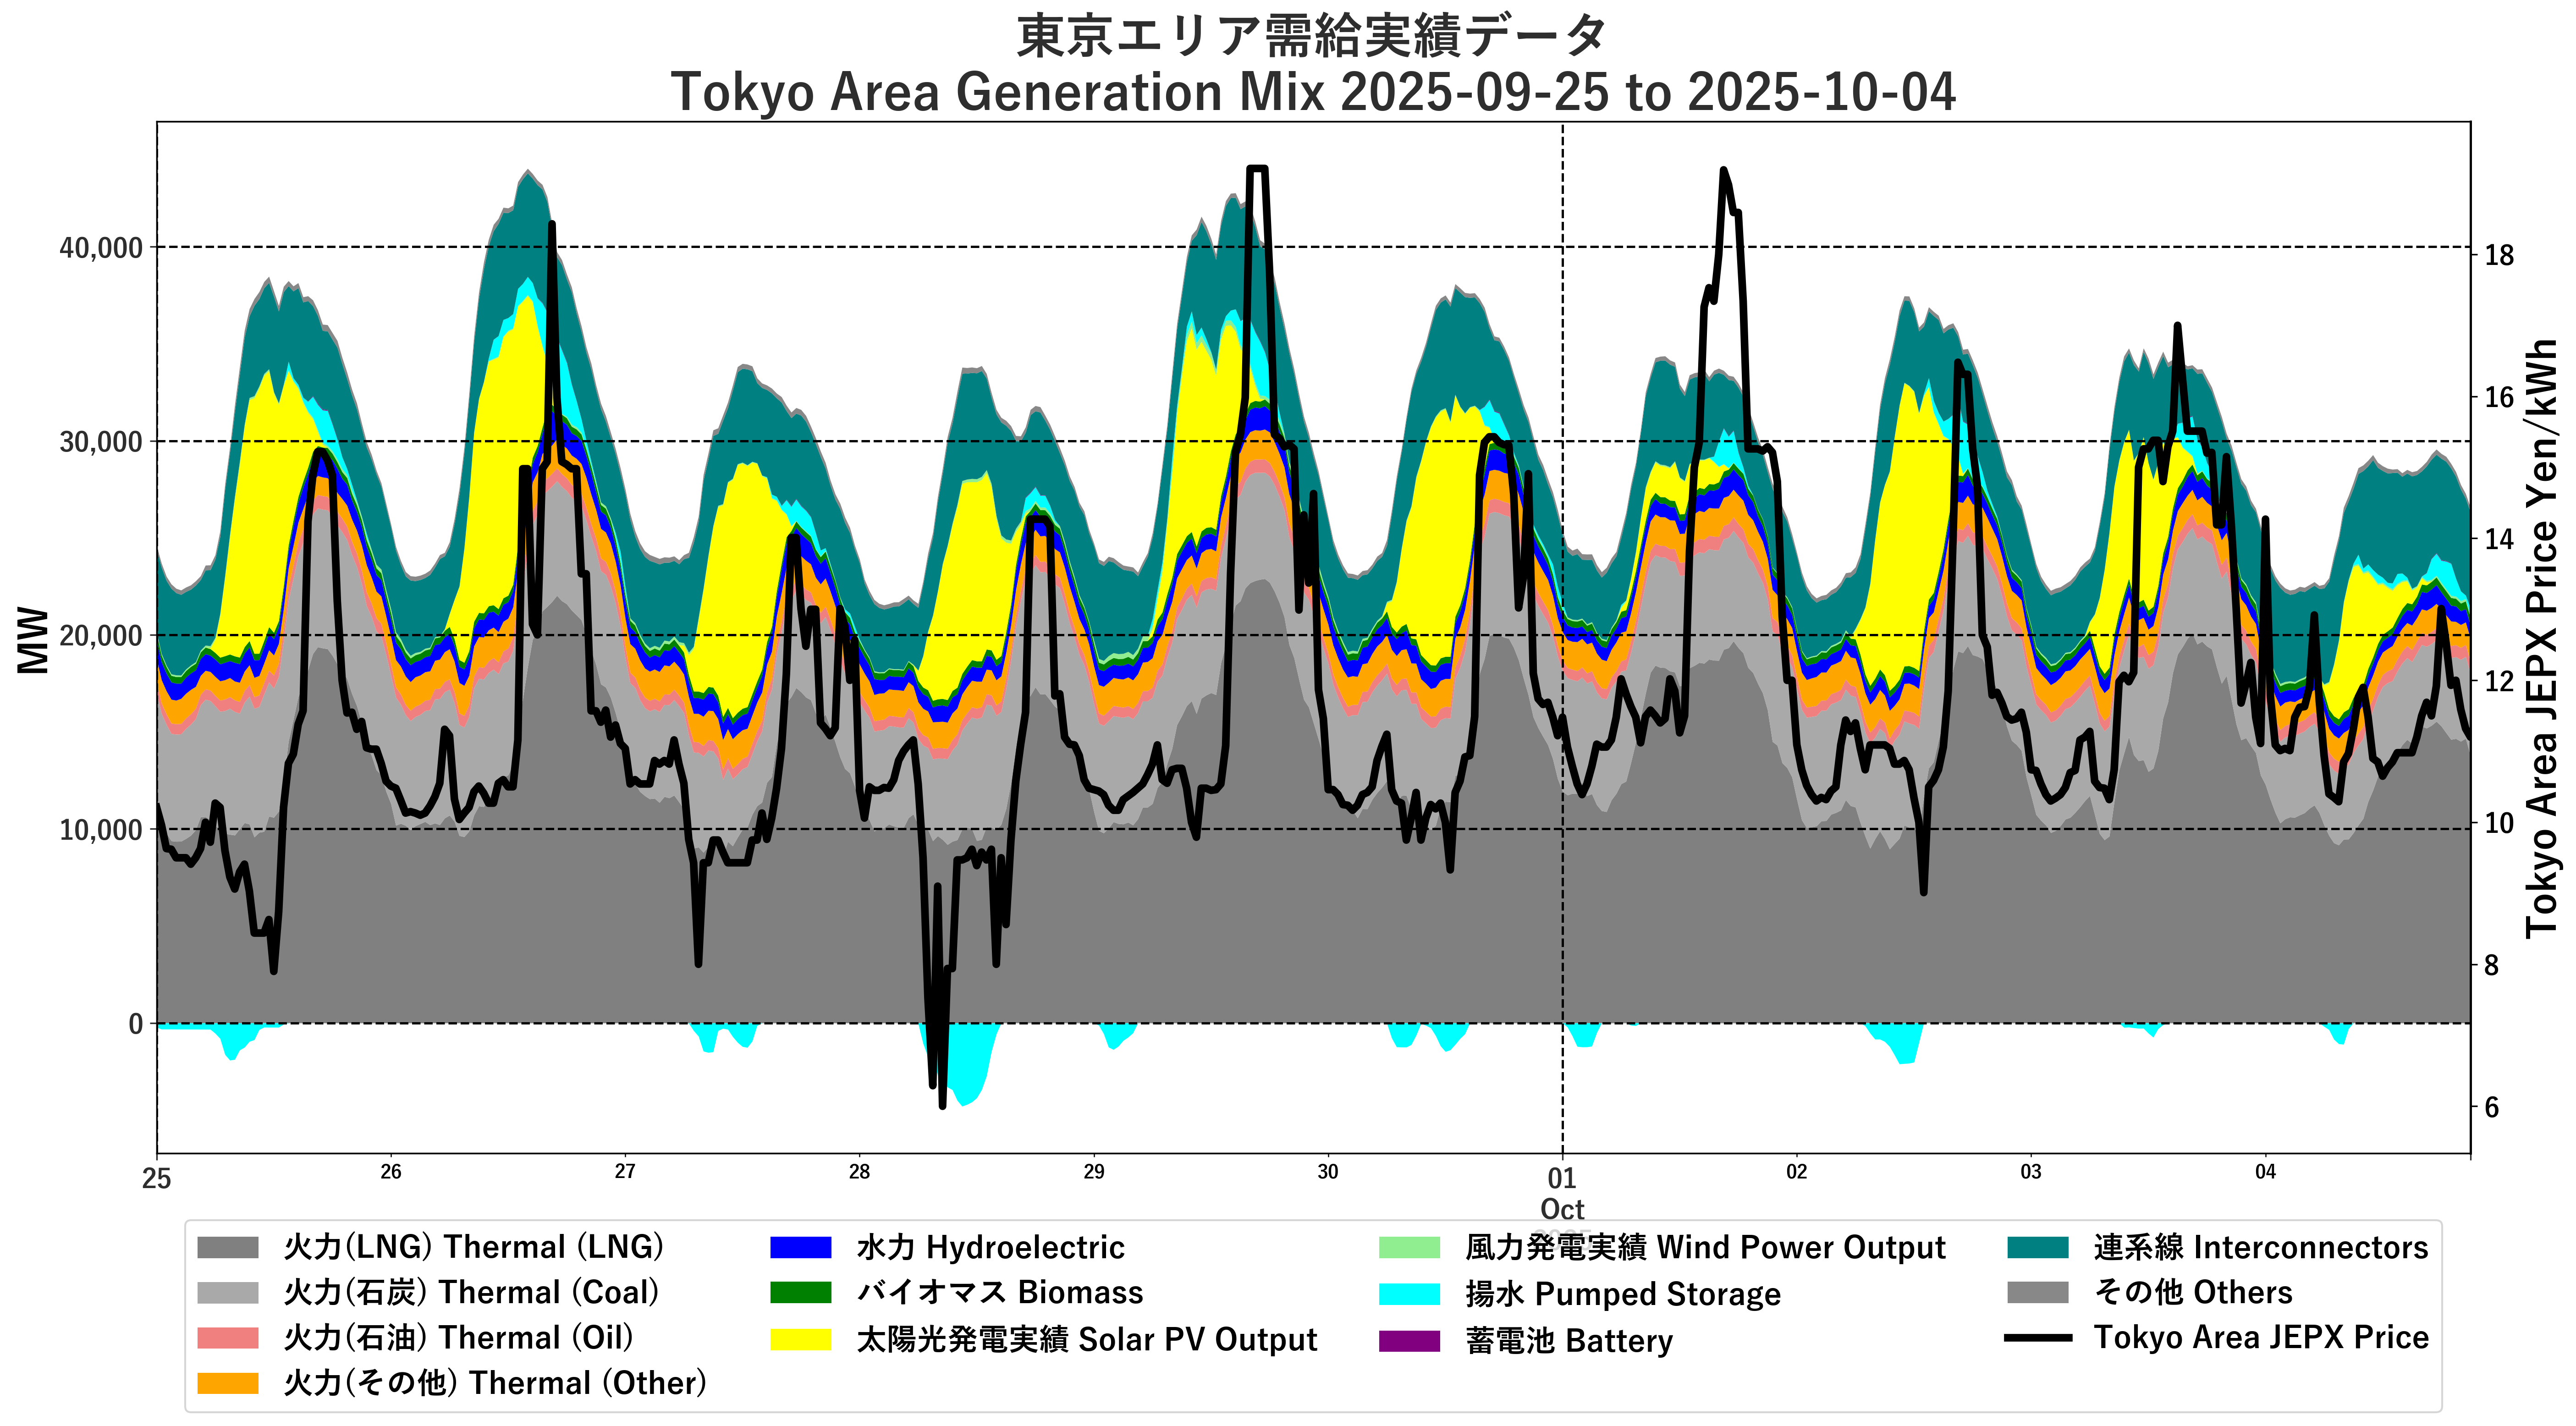 東京エリア需給実績データ
Tokyo Area Generation Mix 2025-09-25 to 2025-10-04
MW
40,000
30,000
20,000
10,000
0
18
16
14
12
10
8
6
Tokyo Area JEPX Price Yen/kWh
25 26 27 28 29 30 01 02 03 04
Oct
火力(LNG) Thermal (LNG)
火力(石炭) Thermal (Coal)
火力(石油) Thermal (Oil)
火力(その他) Thermal (Other)
水力 Hydroelectric
バイオマス Biomass
太陽光発電実績 Solar PV Output
風力発電実績 Wind Power Output
揚水 Pumped Storage
蓄電池 Battery
連系線 Interconnectors
その他 Others
Tokyo Area JEPX Price